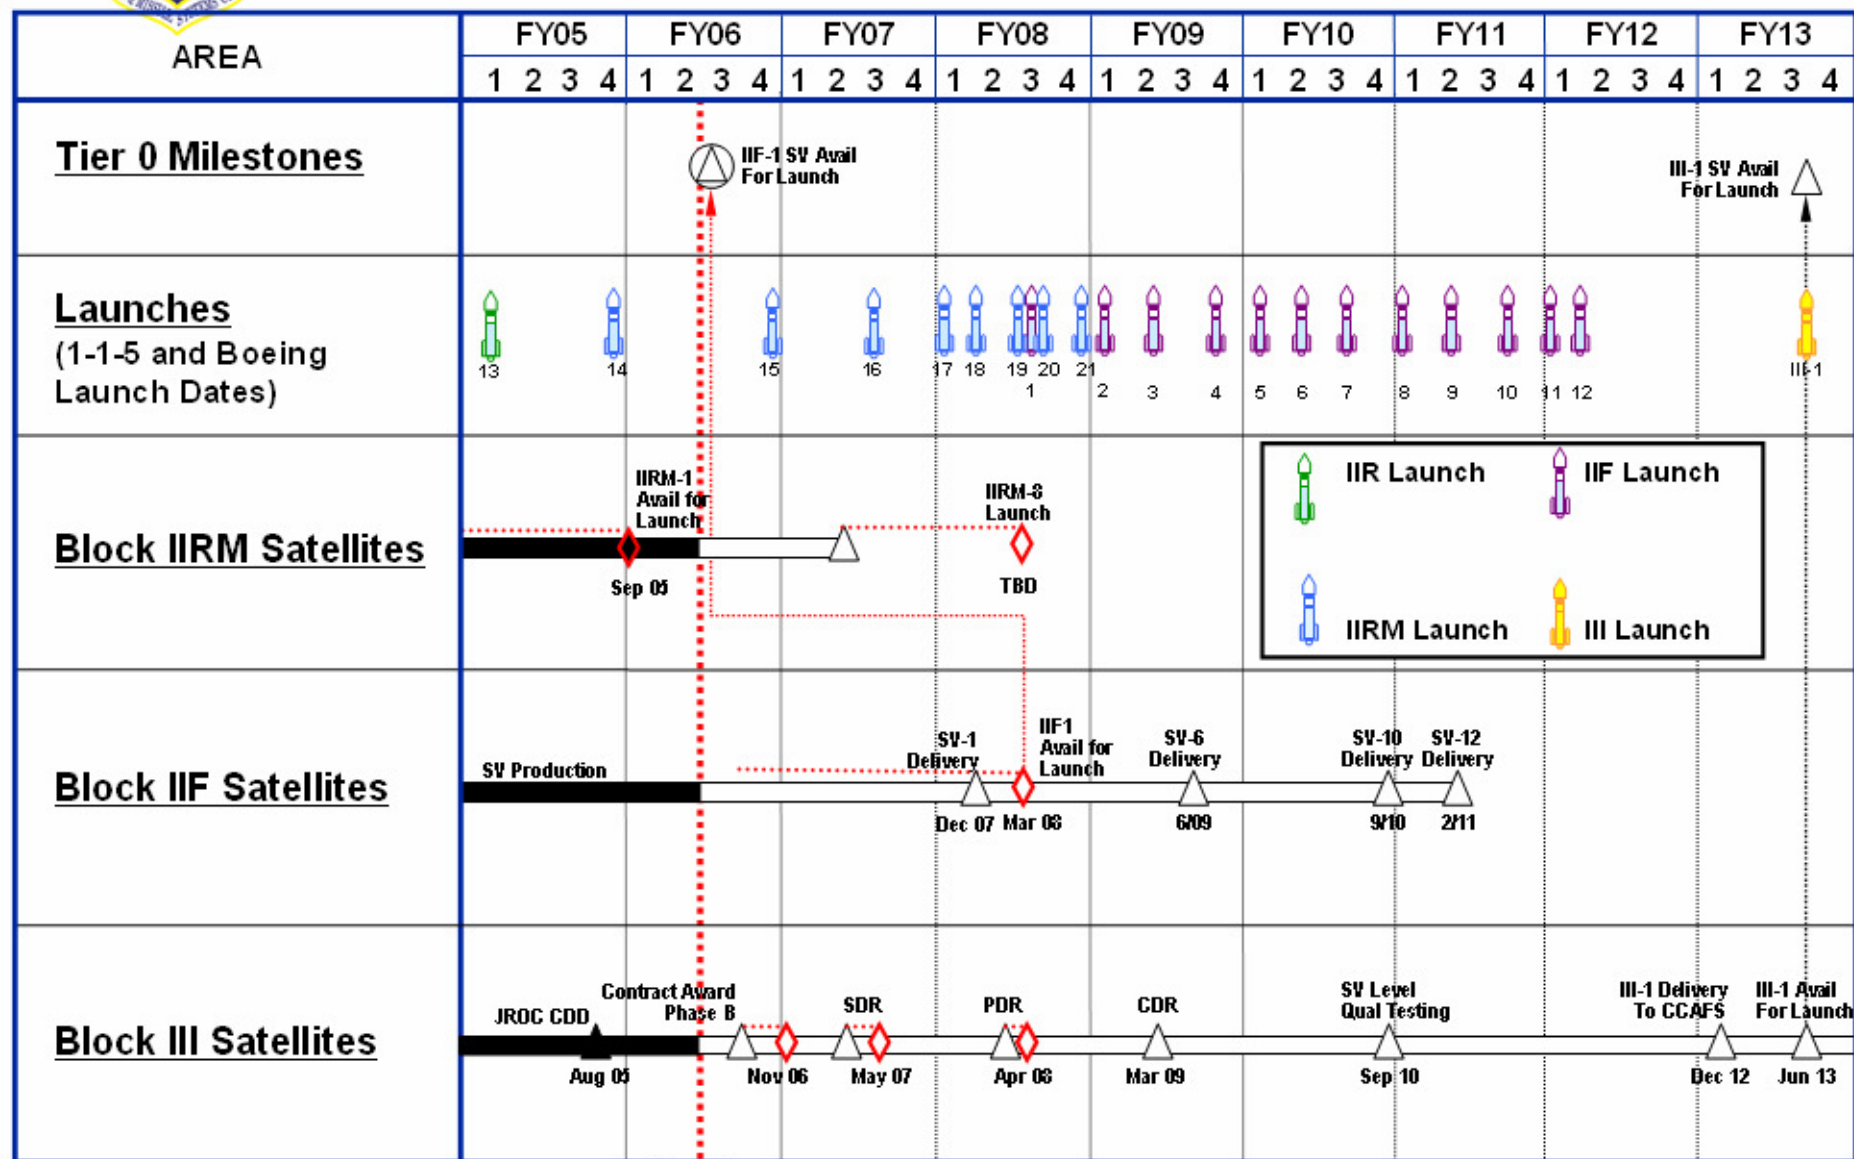 & MISSILE SYSTEMS C
AREA
FY05 FY06 FY07 FY08 FY09 FY10 FY11 FY12 FY13
1 2 3 4 1 2 3 4 1 2 3 4 1 2 3 4 1 2 3 4 1 2 3 4 1 2 3 4 1 2 3 4 1 2 3 4
Tier 0 Milestones
IIF-1 SV Avail
For Launch
III-1 SV Avail
For Launch
Launches
(1-1-5 and Boeing
Launch Dates)
13 14 15 16 17 18 19 20 21
1 2 3 4 5 6 7 8 9 10 11 12
III-1
IIR Launch
IIF Launch
IIRM Launch
III Launch
Block IIRM Satellites
IIRM-1
Avail for
Launch
Sep 05
IIRM-8
Launch
TBD
Block IIF Satellites
SV Production
SV-1
Delivery
Dec 07
IIF1
Avail for
Launch
Mar 08
SV-6
Delivery
6/09
SV-10
Delivery
9/10
SV-12
Delivery
2/11
Block III Satellites
JROC CDD
Aug 05
Contract Award
Phase B
Nov 06
SDR
May 07
PDR
Apr 08
CDR
Mar 09
SV Level
Qual Testing
Sep 10
III-1 Delivery
To CCAFS
Dec 12
III-1 Avail
For Launch
Jun 13